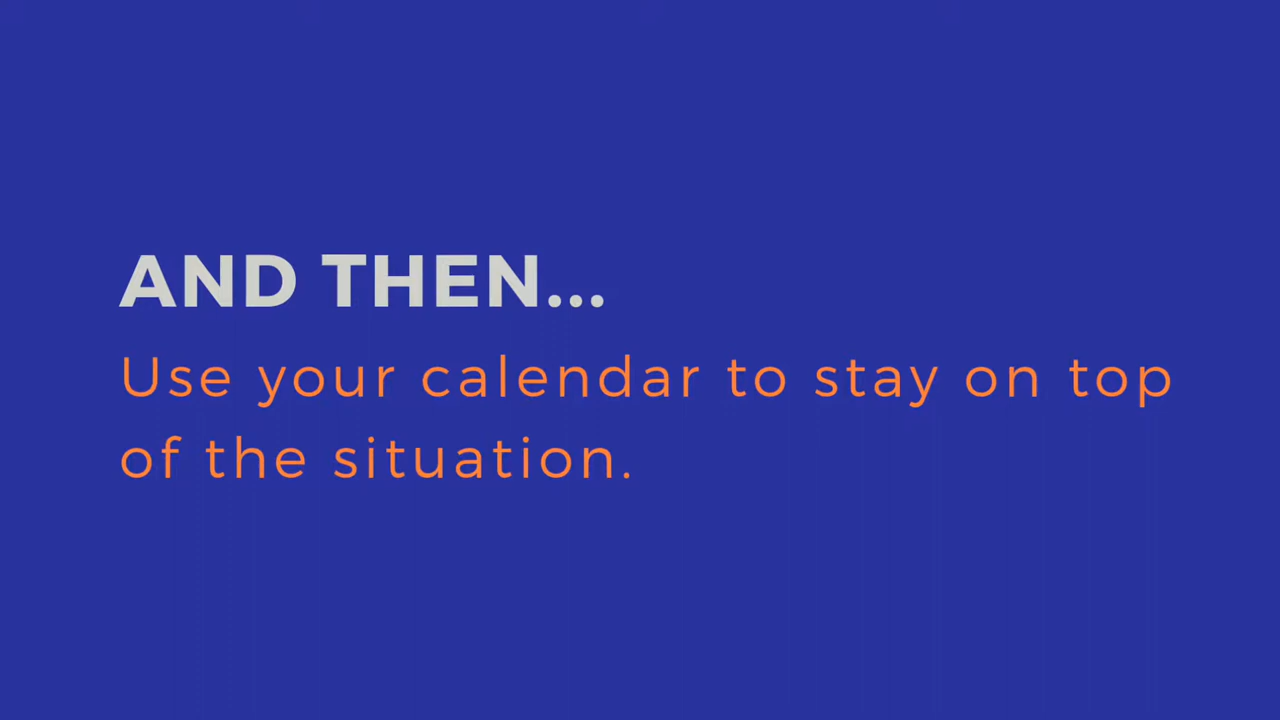 AND THEN...
Use your calendar to stay on top
of the situation.